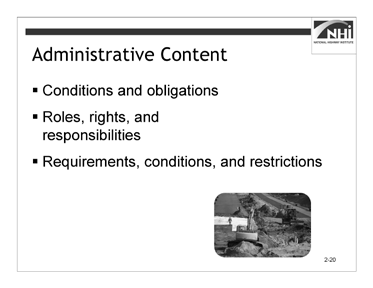 NHI
NATIONAL HIGHWAY INSTITUTE
Administrative Content
▪ Conditions and obligations
▪ Roles, rights, and
responsibilities
▪ Requirements, conditions, and restrictions
2-20